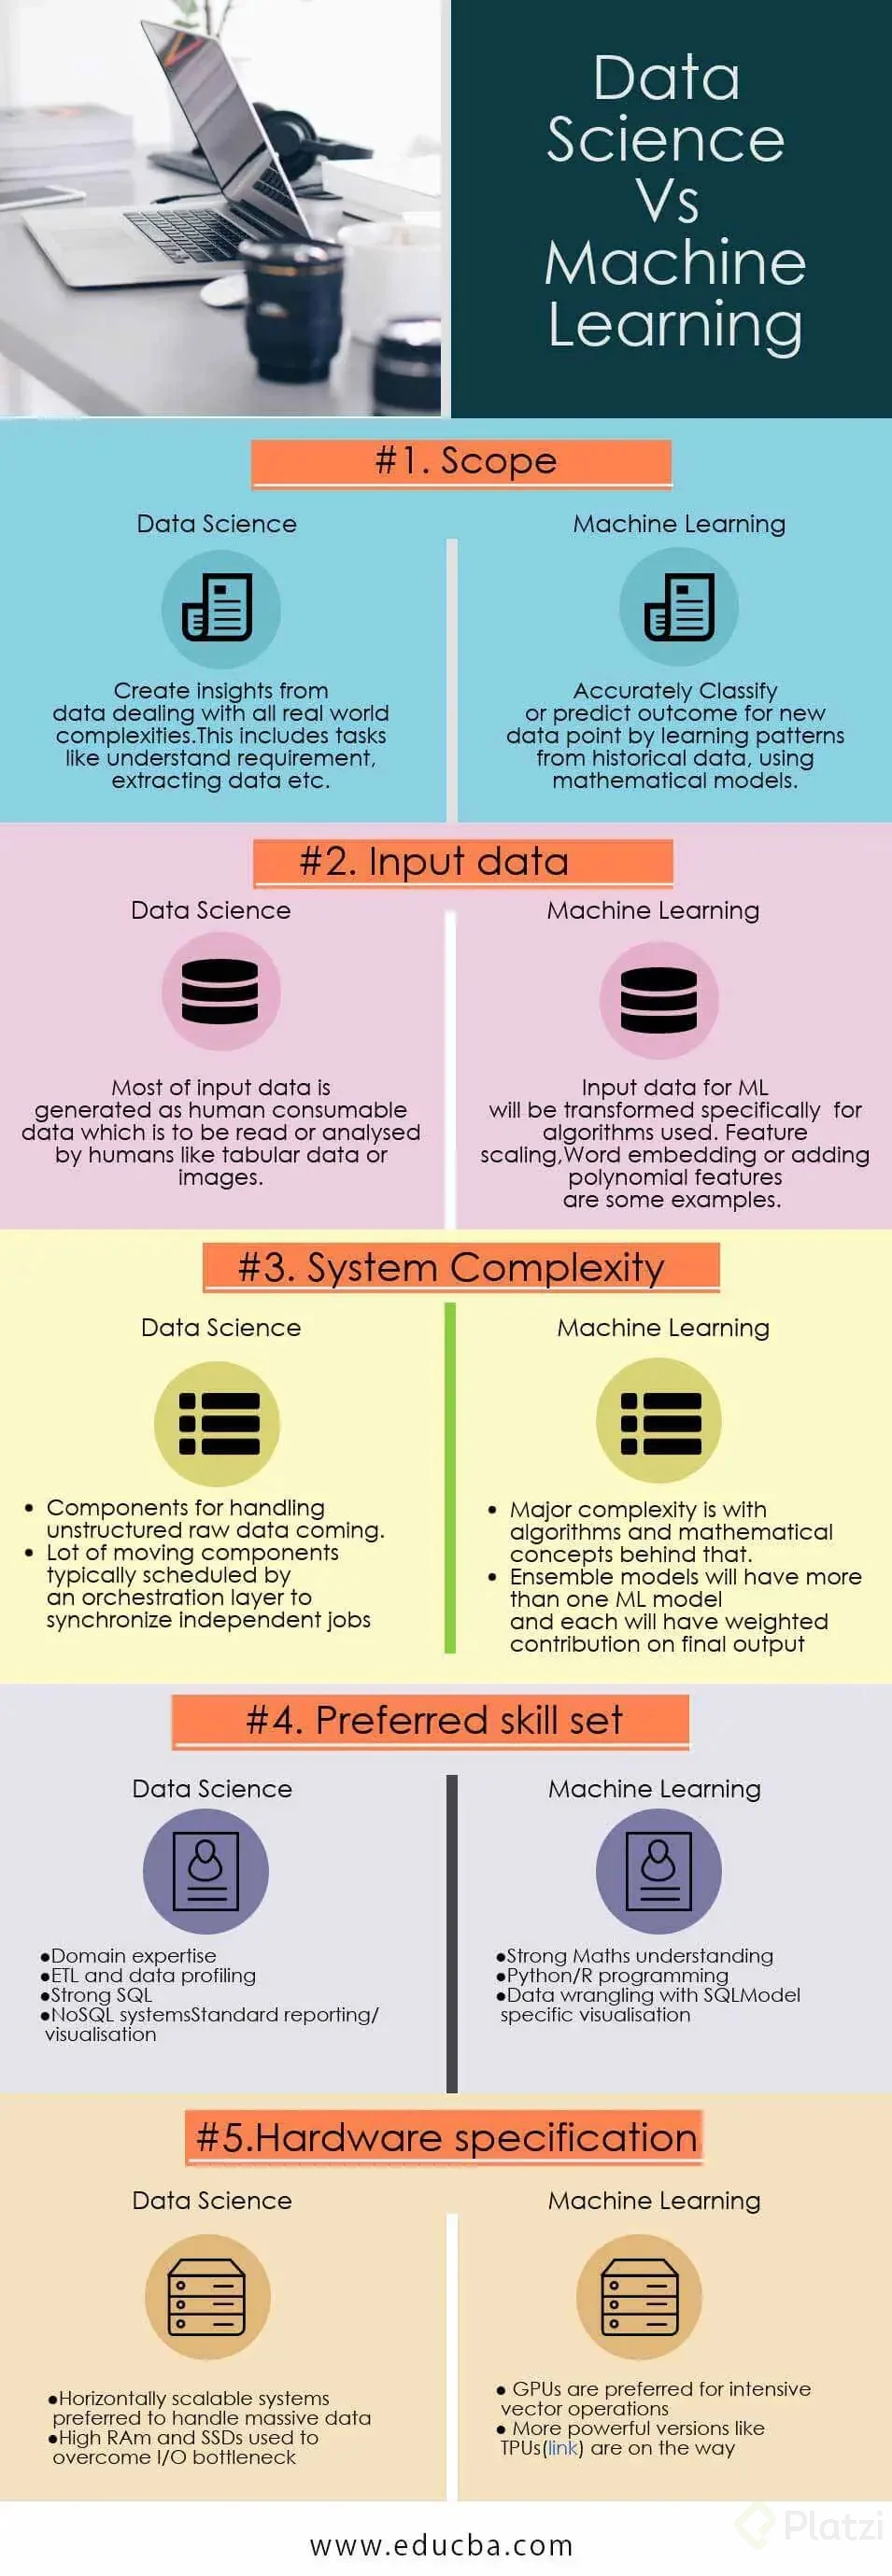 Data
Science
Vs
Machine
Learning
#1. Scope
Data Science
Create insights from
data dealing with all real world
complexities.This includes tasks
like understand requirement,
extracting data etc.
Machine Learning
Accurately Classify
or predict outcome for new
data point by learning patterns
from historical data, using
mathematical models.
#2. Input data
Data Science
Most of input data is
generated as human consumable
data which is to be read or analysed
by humans like tabular data or
images.
Machine Learning
Input data for ML
will be transformed specifically for
algorithms used. Feature
scaling,Word embedding or adding
polynomial features
are some examples.
#3. System Complexity
Data Science
• Components for handling
unstructured raw data coming.
• Lot of moving components
typically scheduled by
an orchestration layer to
synchronize independent jobs
Machine Learning
• Major complexity is with
algorithms and mathematical
concepts behind that.
• Ensemble models will have more
than one ML model
and each will have weighted
contribution on final output
#4. Preferred skill set
Data Science
●Domain expertise
●ETL and data profiling
●Strong SQL
●NoSQL systemsStandard reporting/
visualisation
Machine Learning
●Strong Maths understanding
●Python/R programming
●Data wrangling with SQLModel
specific visualisation
#5.Hardware specification
Data Science
●Horizontally scalable systems
preferred to handle massive data
●High RAm and SSDs used to
overcome I/O bottleneck
Machine Learning
● GPUs are preferred for intensive
vector operations
● More powerful versions like
TPUs(link) are on the way
www.educba.com
Platzi